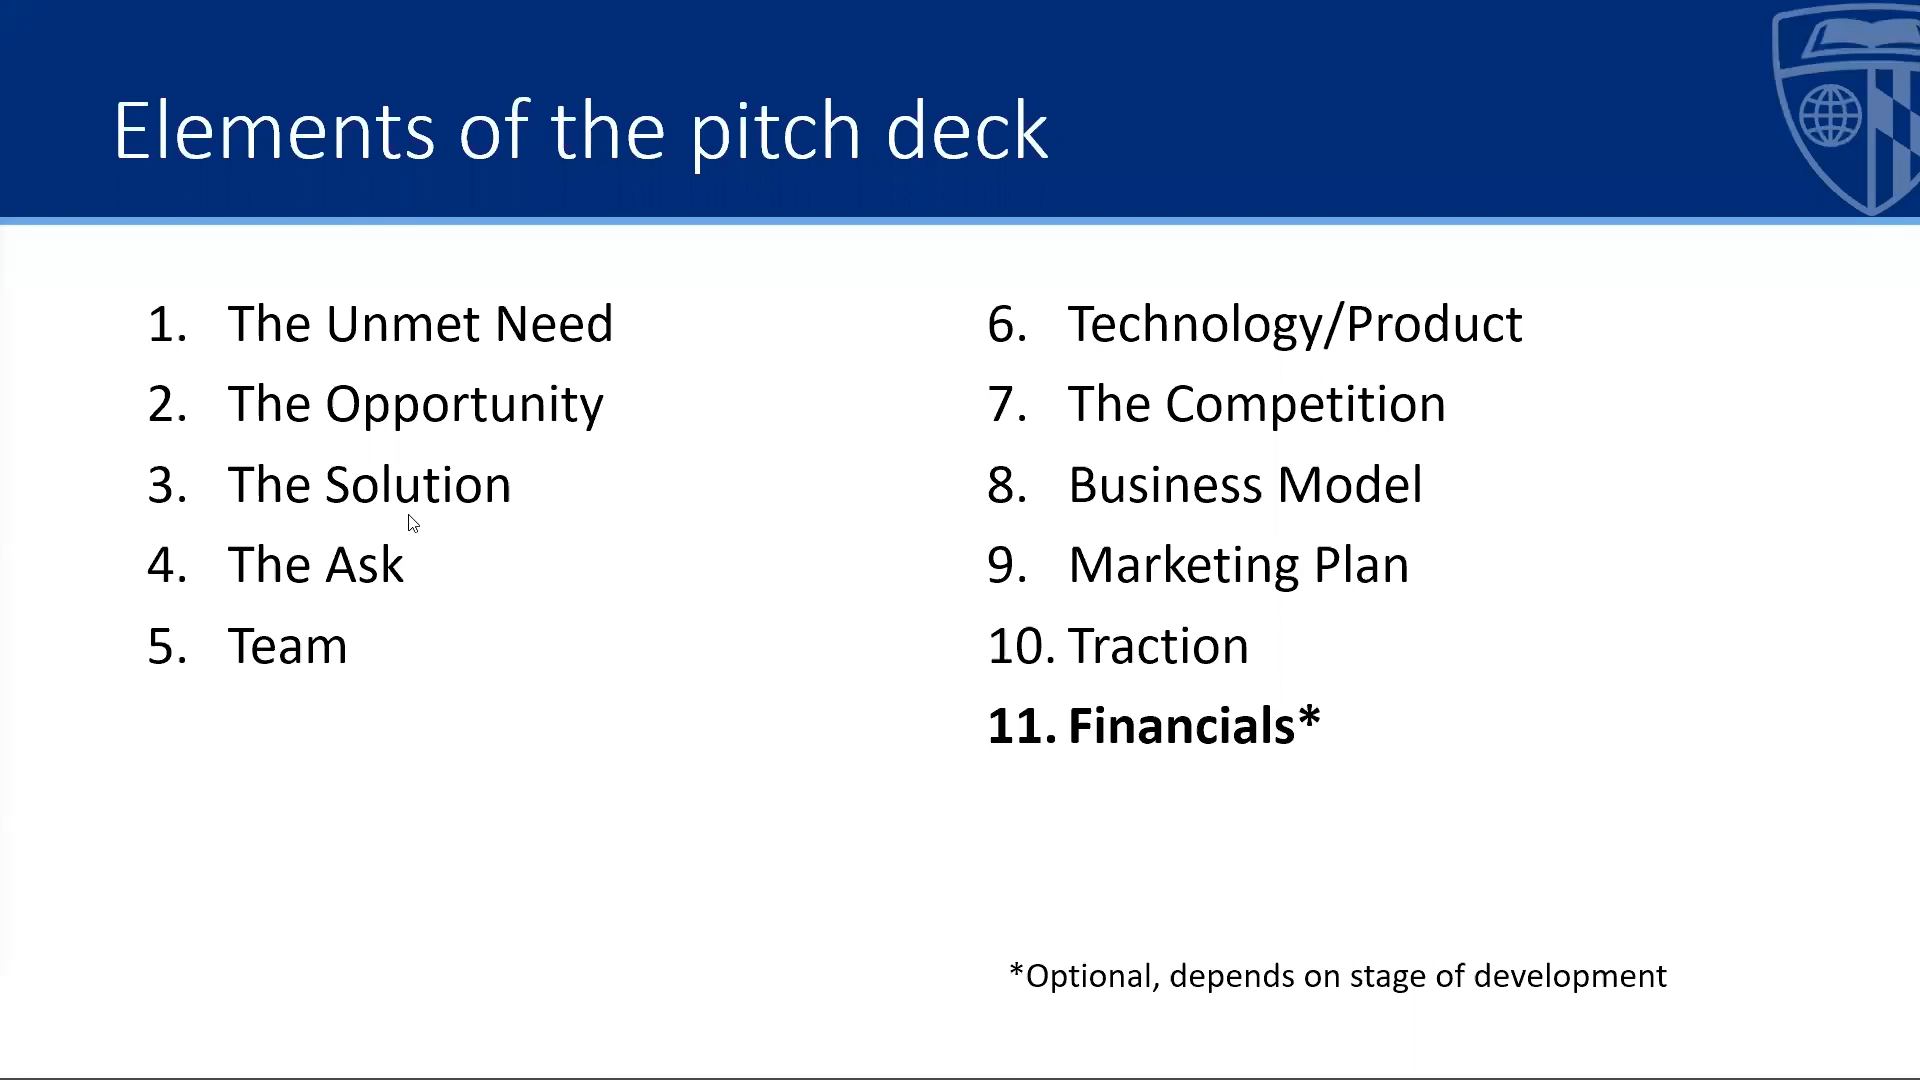 Elements of the pitch deck
1. The Unmet Need
2. The Opportunity
3. The Solution
4. The Ask
5. Team
6. Technology/Product
7. The Competition
8. Business Model
9. Marketing Plan
10. Traction
11. Financials*
*Optional, depends on stage of development